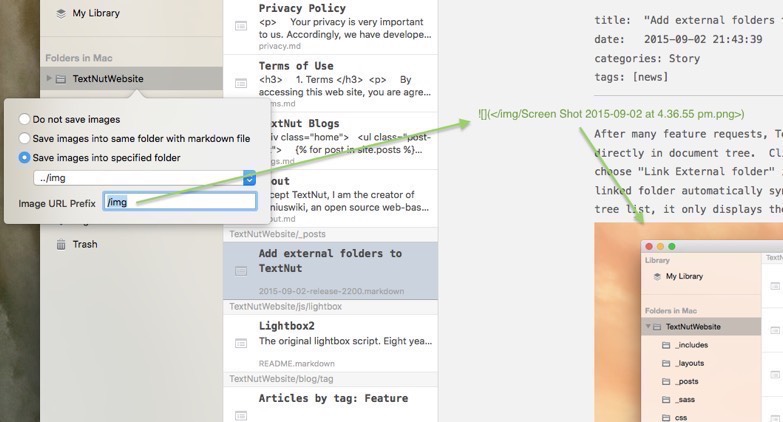 My Library
Folders in Mac
TextNutWebsite
Do not save images
Save images into same folder with markdown file
Save images into specified folder
../img
Image URL Prefix
/img
Trash
Privacy Policy
<p> Your privacy is very important
to us. Accordingly, we have develope...
privacy.md
Terms of Use
<h3> 1. Terms </h3> <p> By
accessing this web site, you are agre...
ms.md
xtNut Blogs
iv class="home"> <ul class="post-
t"> {% for post in site.posts %}...
gs.md
out
cept TextNut, I am the creator of
niuswiki, an open source web-bas...
out.md
TextNutWebsite/_posts
Add external folders to
TextNut
2015-09-02-release-2200.markdown
TextNutWebsite/js/lightbox
Lightbox2
The original lightbox script. Eight yea...
README.markdown
TextNutWebsite/blog/tag
Articles by tag: Feature
title: "Add external folders t
date: 2015-09-02 21:43:39
categories: Story
tags: [news]
![](</img/Screen Shot 2015-09-02 at 4.36.55 pm.png>)
After many feature requests, Te
directly in document tree. Cl
choose "Link External folder"
linked folder automatically syn
tree list, it only displays the
Library
My Library
Folders in Mac
TextNutWebsite
_includes
_layouts
_posts
_sass
css
TextN